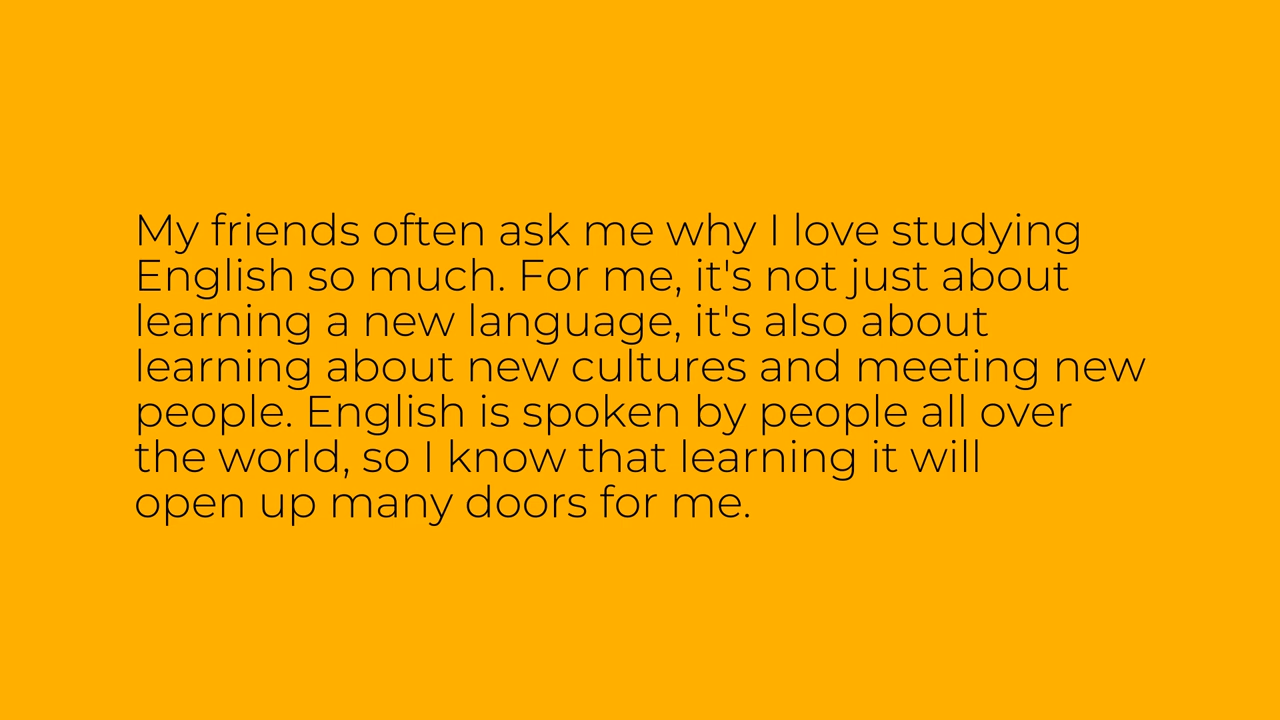 My friends often ask me why I love studying
English so much. For me, it's not just about
learning a new language, it's also about
learning about new cultures and meeting new
people. English is spoken by people all over
the world, so I know that learning it will
open up many doors for me.